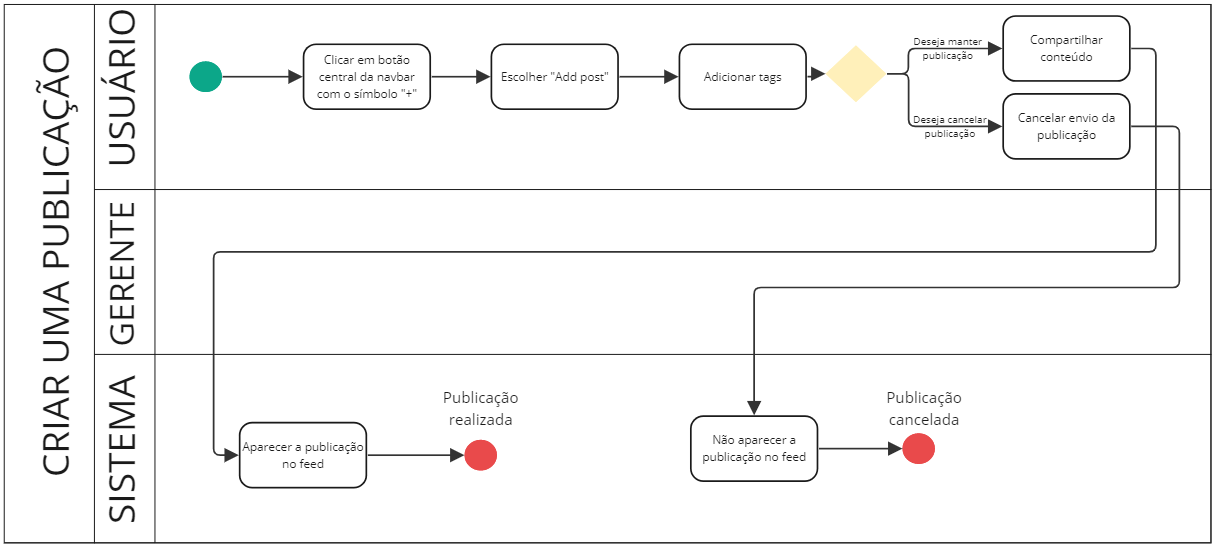 CRIAR UMA PUBLICAÇÃO
USUÁRIO
Clicar em botão
central da navbar
com o símbolo "+"
Escolher "Add post"
Adicionar tags
Deseja manter
publicação
Compartilhar
conteúdo
Deseja cancelar
publicação
Cancelar envio da
publicação
GERENTE
SISTEMA
Aparecer a publicação
no feed
Publicação
realizada
Não aparecer a
publicação no feed
Publicação
cancelada